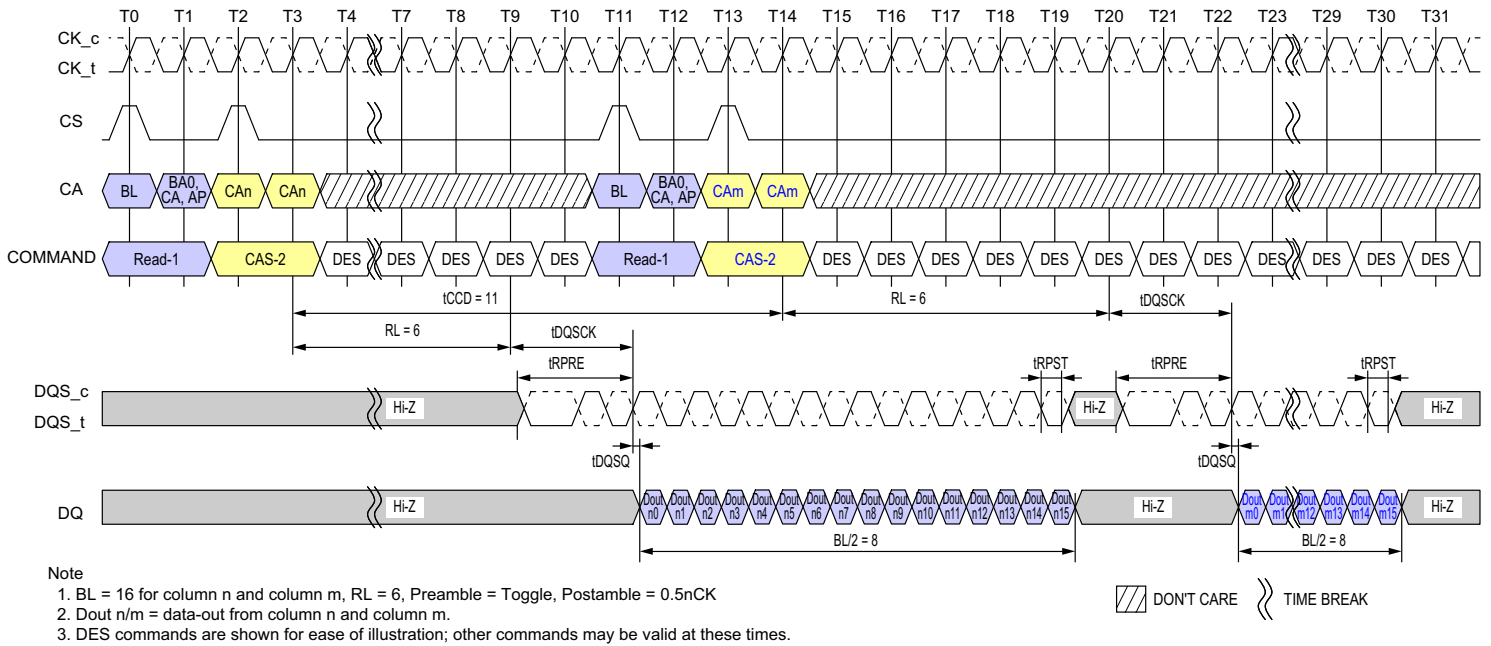 T0 T1 T2 T3 T4 T7 T8 T9 T10 T11 T12 T13 T14 T15 T16 T17 T18 T19 T20 T21 T22 T23 T29 T30 T31
CK_c
CK_t
CS
CA BL BA0, CA, AP CAn CAn BL BA0, CA, AP CAm CAm
COMMAND Read-1 CAS-2 DES DES DES DES DES Read-1 CAS-2 DES DES DES DES DES DES DES DES DES DES DES DES
tCCD = 11 RL = 6 tDQSCK
RL = 6 tDQSCK
tRPRE tRPST tRPRE tRPST
DQS_c
DQS_t
Hi-Z Hi-Z Hi-Z
tDQSQ tDQSQ
DQ Hi-Z Dout n0 Dout n1 Dout n2 Dout n3 Dout n4 Dout n5 Dout n6 Dout n7 Dout n8 Dout n9 Dout n10 Dout n11 Dout n12 Dout n13 Dout n14 Dout n15 Hi-Z Dout m0 Dout m1 Dout m12 Dout m13 Dout m14 Dout m15 Hi-Z
BL/2 = 8 BL/2 = 8
Note
1. BL = 16 for column n and column m, RL = 6, Preamble = Toggle, Postamble = 0.5nCK
2. Dout n/m = data-out from column n and column m.
3. DES commands are shown for ease of illustration; other commands may be valid at these times.
DON'T CARE TIME BREAK